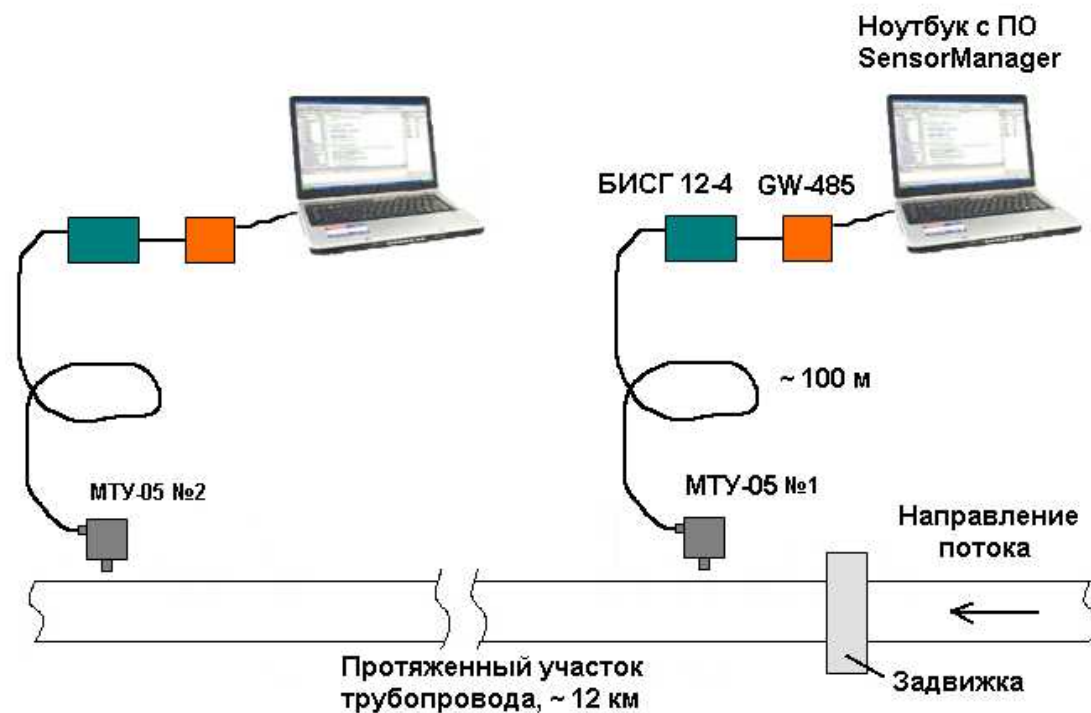 Ноутбук с ПО
SensorManager
БИСГ 12-4
GW-485
~ 100 м
МТУ-05 №2
МТУ-05 №1
Направление
потока
Протяженный участок
трубопровода, ~ 12 км
Задвижка